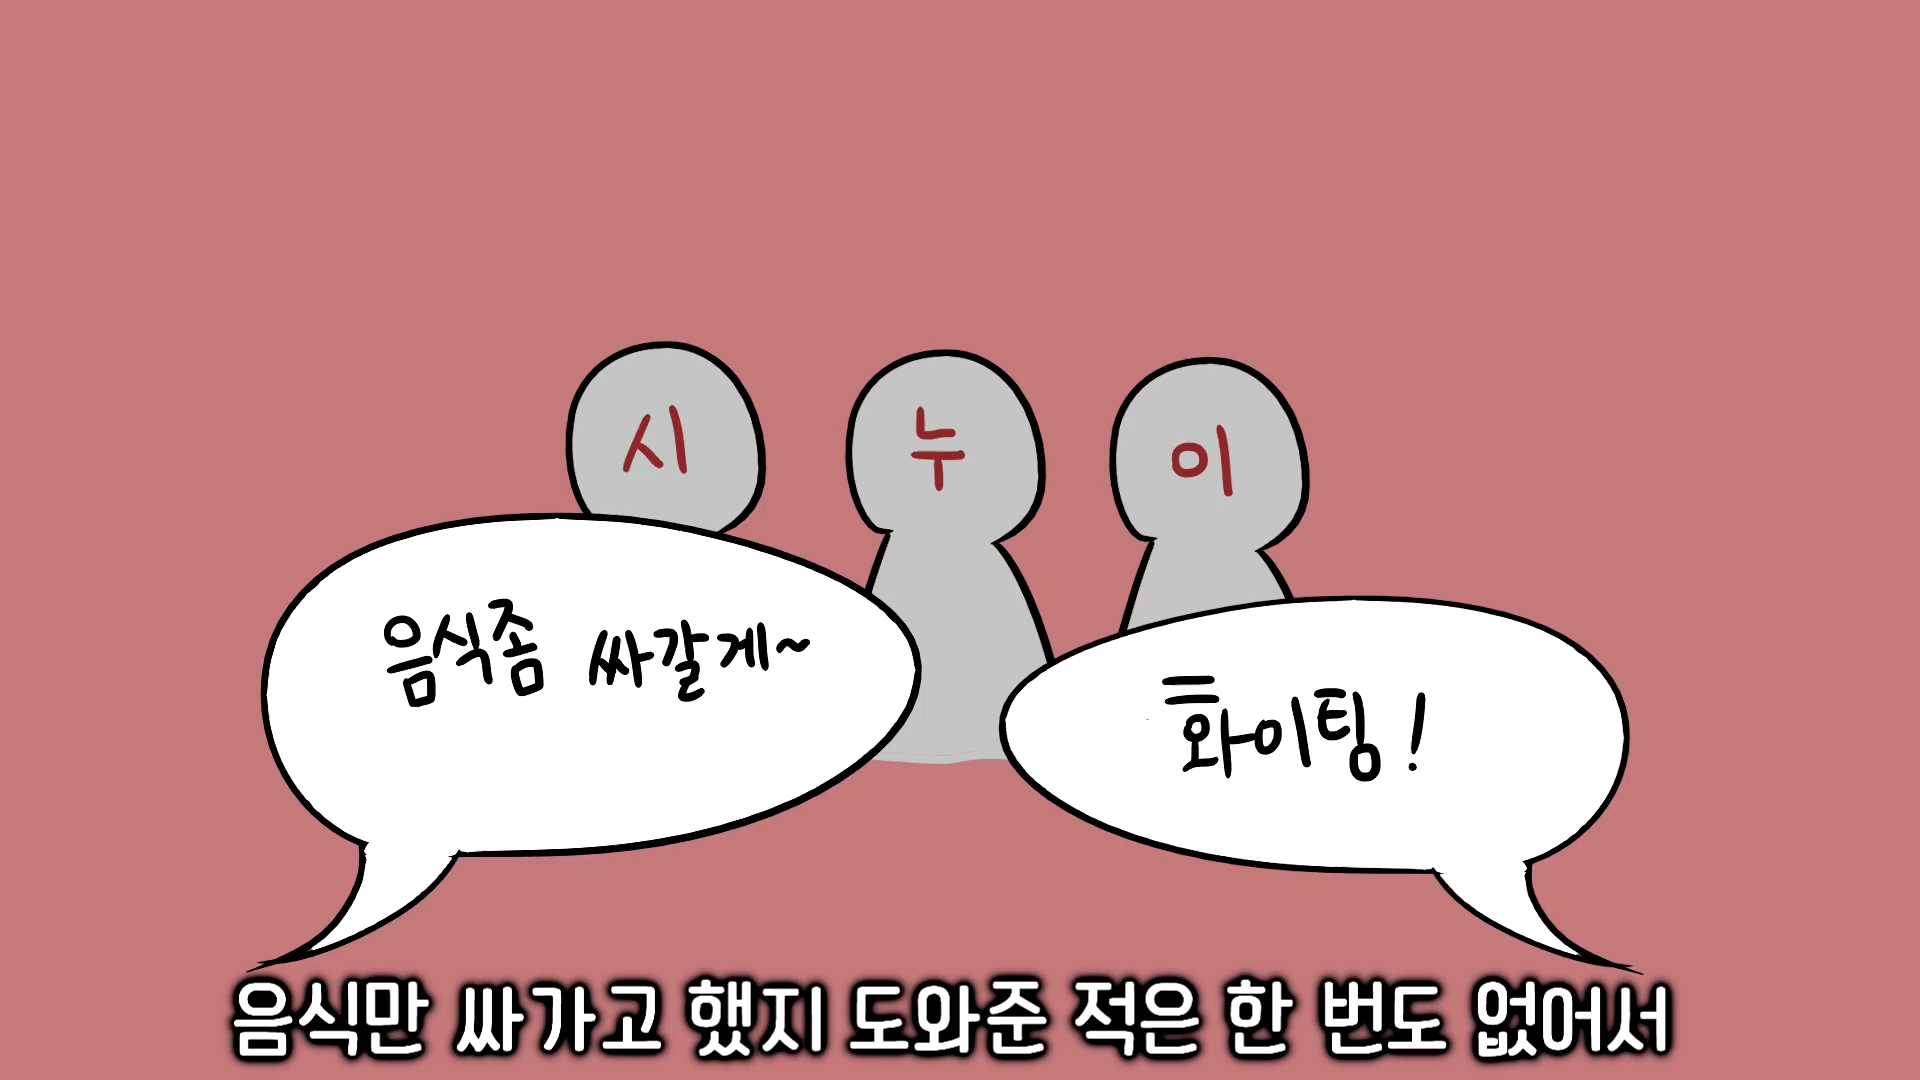 시 누 이
음식좀 싸갈게~
화이팅!
음식만 싸가고 했지 도와준 적은 한 번도 없어서